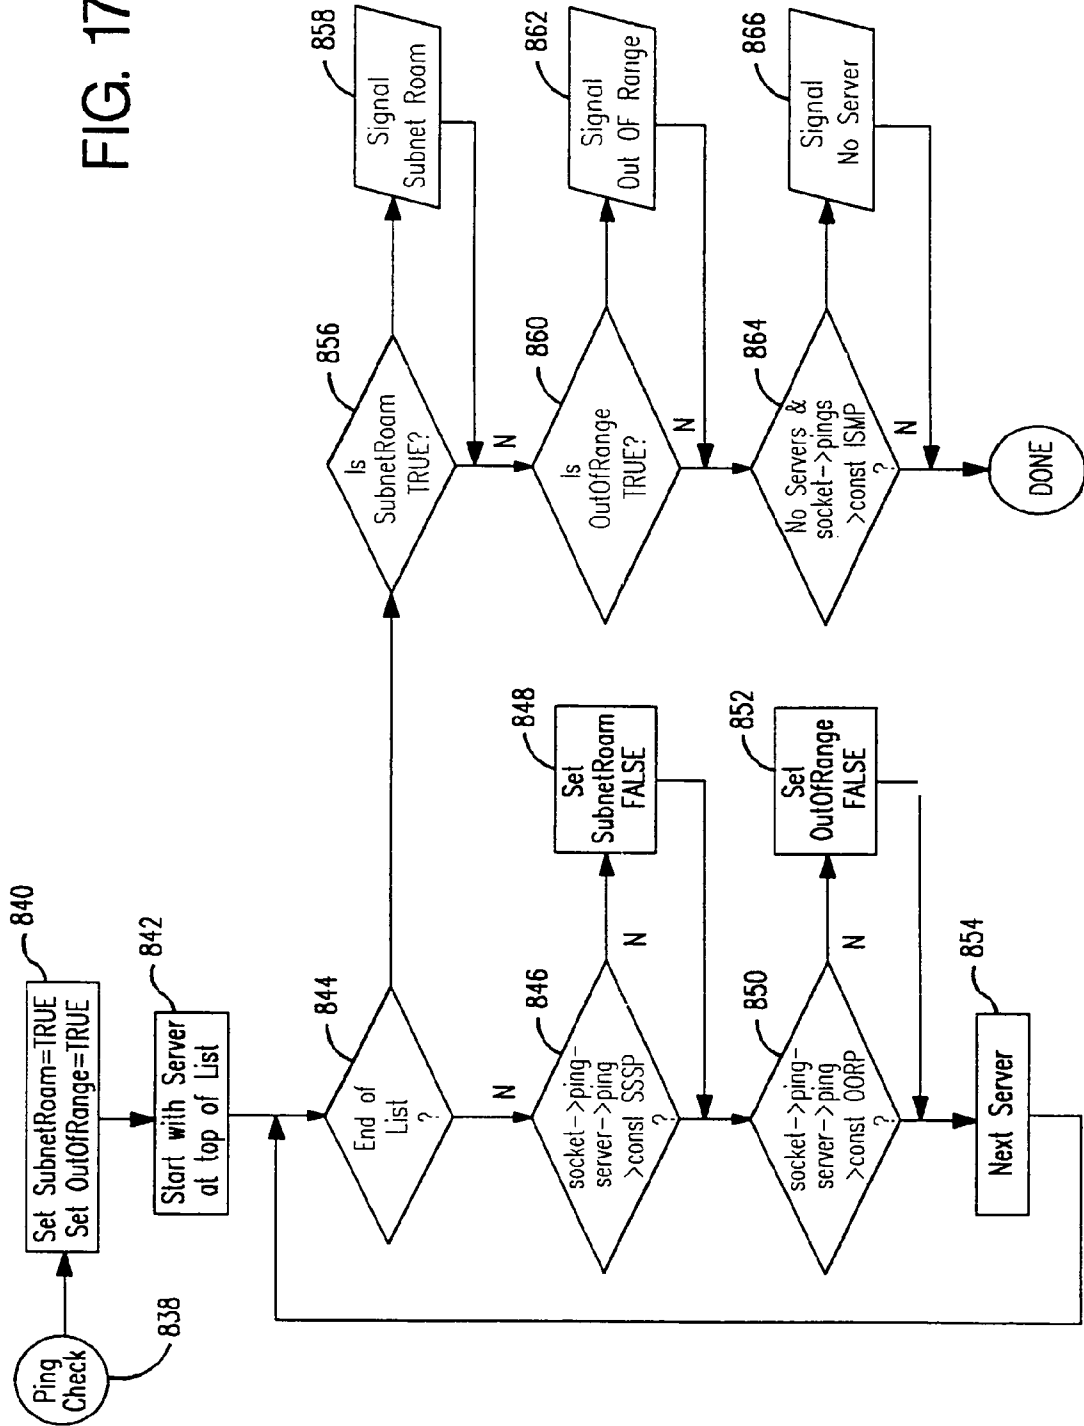 FIG. 17
Ping
Check
838
Set SubnetRoam=TRUE
Set OutOfRange=TRUE
840
Start with Server
at top of List
842
End of
List
?
844
N
socket->ping-
server->ping
>const SSSP
?
846
N
Set
SubnetRoam
FALSE
848
socket->ping-
server->ping
>const OORP
?
850
N
Set
OutOfRange
FALSE
852
Next Server
854
Is
SubnetRoam
TRUE?
856
N
Signal
Subnet Roam
858
Is
OutOfRange
TRUE?
860
N
Signal
Out OF Range
862
No Servers &
socket->pings
>const ISMP
?
864
N
Signal
No Server
866
DONE